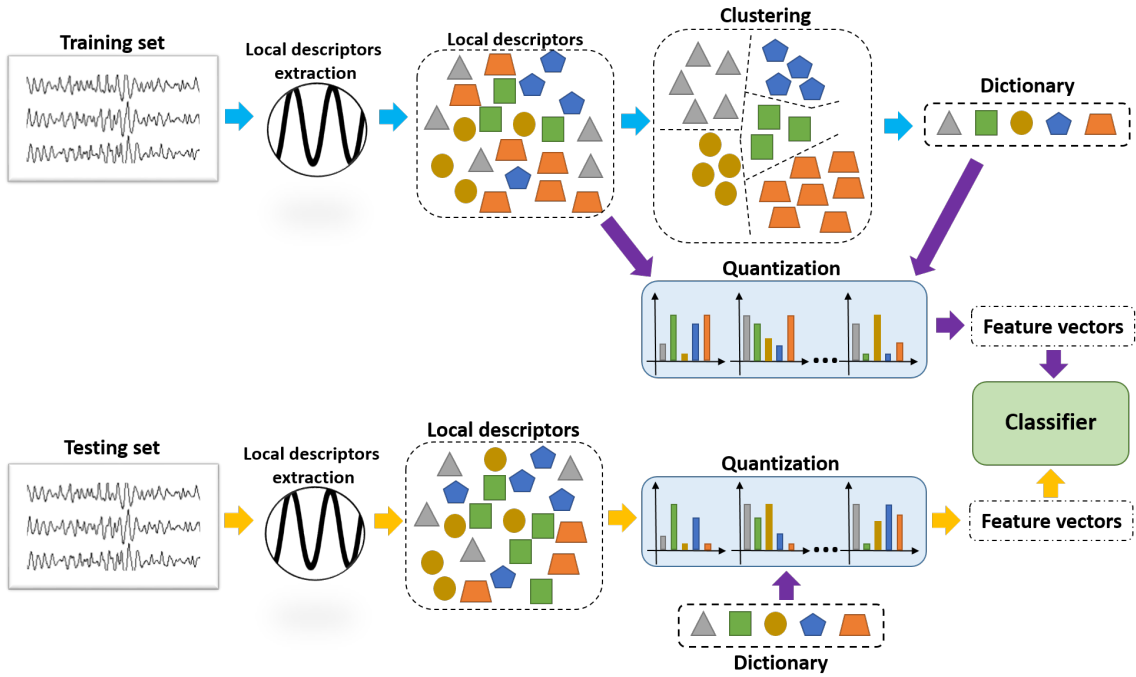 Training set
Local descriptors
extraction
Local descriptors
Clustering
Dictionary
Quantization
Feature vectors
Classifier
Testing set
Local descriptors
extraction
Local descriptors
Quantization
Feature vectors
Dictionary